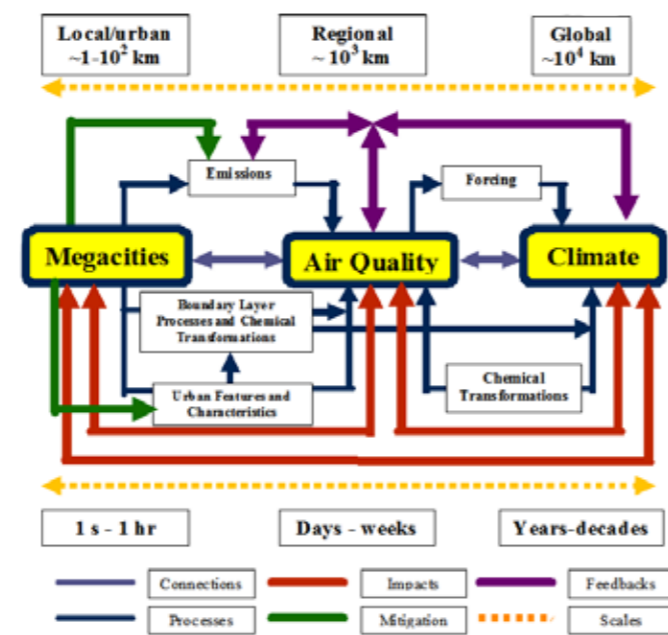 Local/urban
~1-10² km
Regional
~ 10³ km
Global
~10⁴ km
Emissions
Forcing
Megacities
Air Quality
Climate
Boundary Layer
Processes and Chemical
Transformations
Urban Features and
Characteristics
Chemical
Transformations
1 s - 1 hr
Days - weeks
Years-decades
Connections
Impacts
Feedbacks
Processes
Mitigation
Scales